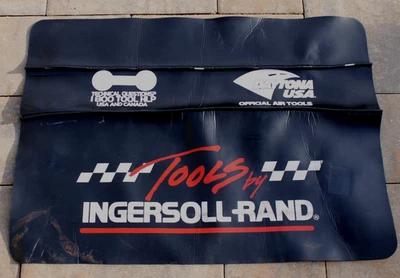 TECHNICAL QUESTIONS?
1 800 TOOL HLP
USA AND CANADA
DAYTONA
USA
OFFICIAL AIR TOOLS
TOOLS by
INGERSOLL-RAND®